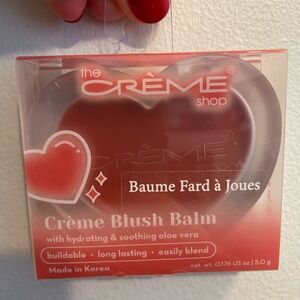 the
CRÈME®
shop
CRÈME
Baume Fard à Joues
Crème Blush Balm
with hydrating & soothing aloe vera
buildable • long lasting • easily blend
Made in Korea
net. wt. 0.176 US oz | 5.0 g